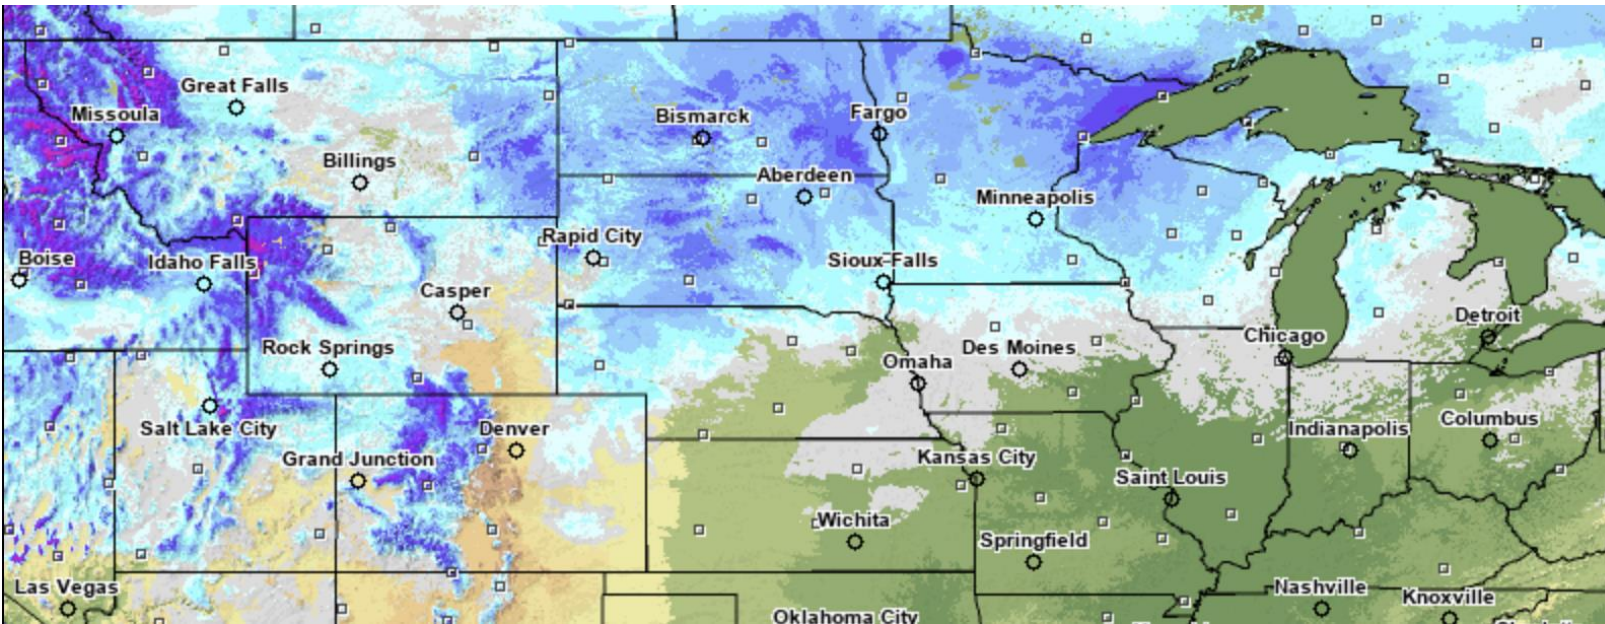 Great Falls
Missoula
Bismarck
Fargo
Billings
Aberdeen
Minneapolis
Rapid City
Boise
Idaho Falls
Sioux Falls
Casper
Detroit
Rock Springs
Chicago
Des Moines
Omaha
Salt Lake City
Denver
Columbus
Indianapolis
Grand Junction
Kansas City
Saint Louis
Wichita
Springfield
Las Vegas
Nashville
Knoxville
Oklahoma City